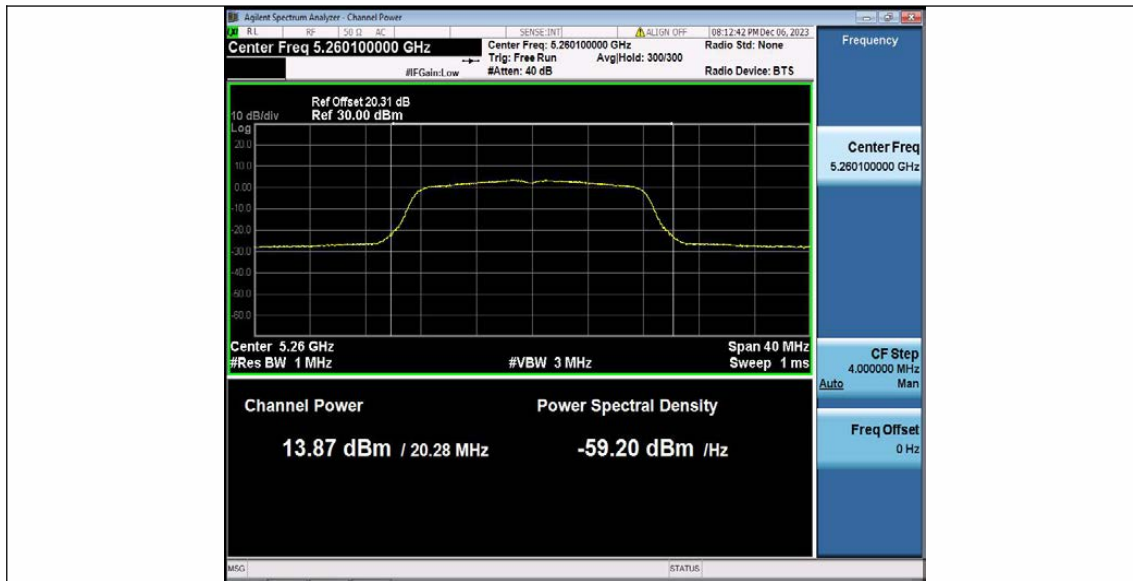 Agilent Spectrum Analyzer - Channel Power
RL RF 50 Ω AC SENSE:INT ALIGN OFF 08:12:42 PM Dec 06, 2023
Center Freq 5.260100000 GHz
Center Freq: 5.260100000 GHz Radio Std: None
Trig: Free Run Avg|Hold: 300/300
#IFGain:Low #Atten: 40 dB Radio Device: BTS
Ref Offset 20.31 dB
10 dB/div Ref 30.00 dBm
Log
20.0
10.0
0.00
-10.0
-20.0
-30.0
-40.0
-50.0
-60.0
Center 5.26 GHz Span 40 MHz
#Res BW 1 MHz #VBW 3 MHz Sweep 1 ms
Channel Power Power Spectral Density
13.87 dBm / 20.28 MHz -59.20 dBm /Hz
Frequency
Center Freq
5.260100000 GHz
CF Step
4.000000 MHz
Auto Man
Freq Offset
0 Hz
MSG STATUS